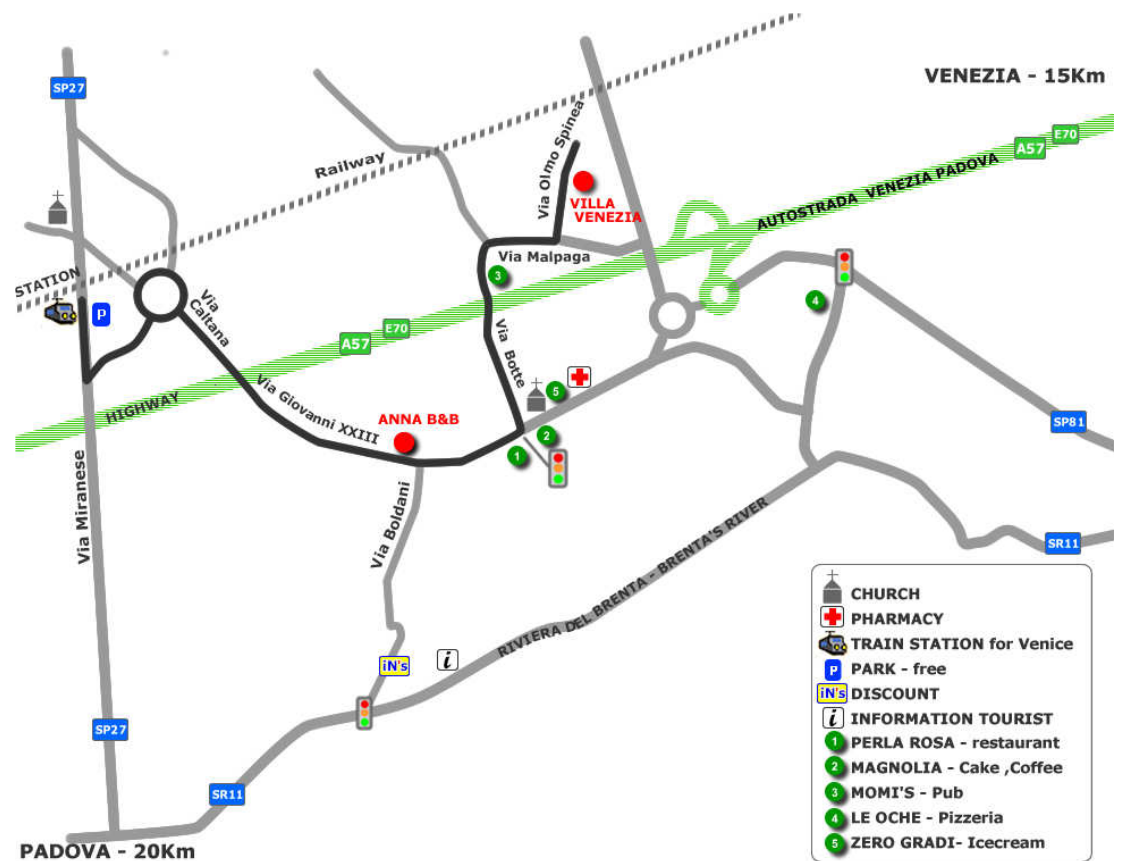 SP27
VENEZIA - 15Km
Railway
Via Olmo Spinea
E70
A57
AUTOSTRADA VENEZIA PADOVA
VILLA
VENEZIA
Via Malpaga
STATION
P
3
4
Via
Caltana
E70
A57
Via Botte
HIGHWAY
Via Giovanni XXIII
5
ANNA B&B
2
1
SP81
Via Miranese
Via Boldani
SR11
RIVIERA DEL BRENTA - BRENTA'S RIVER
iN's
i
SP27
SR11
PADOVA - 20Km
CHURCH
PHARMACY
TRAIN STATION for Venice
P PARK - free
iN's DISCOUNT
i INFORMATION TOURIST
1 PERLA ROSA - restaurant
2 MAGNOLIA - Cake ,Coffee
3 MOMI'S - Pub
4 LE OCHE - Pizzeria
5 ZERO GRADI- Icecream